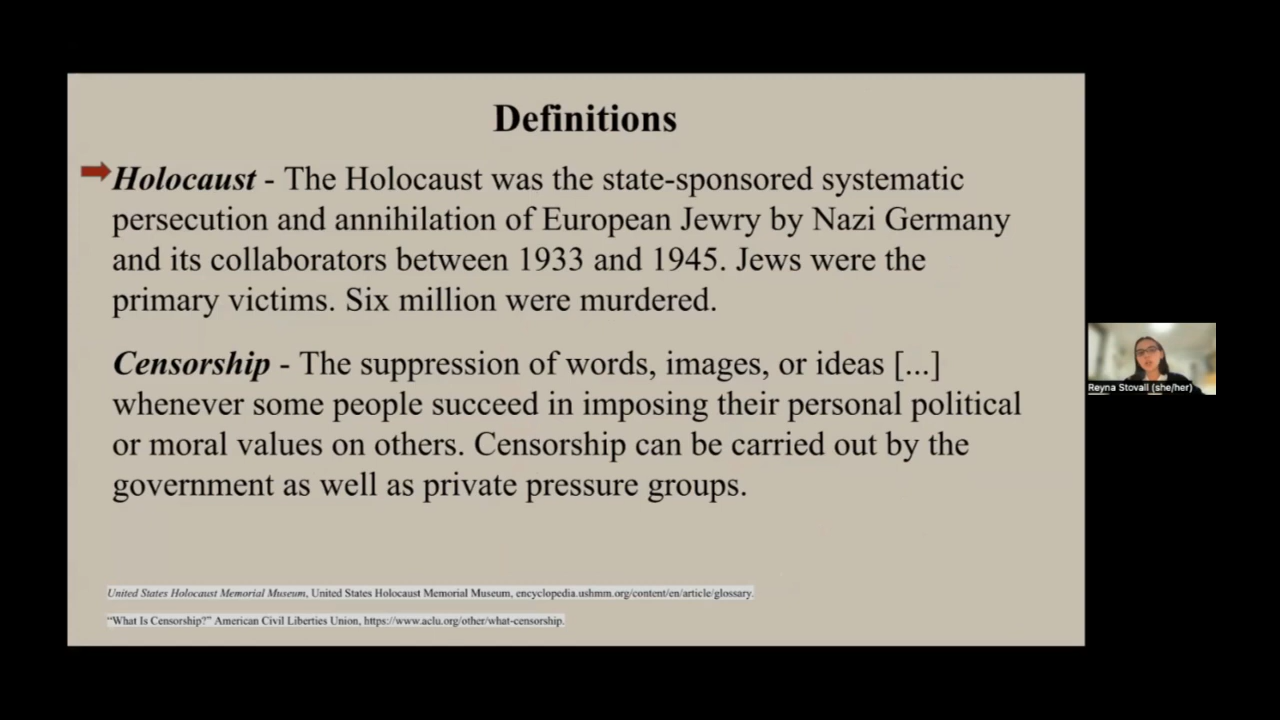 Definitions
Holocaust - The Holocaust was the state-sponsored systematic
persecution and annihilation of European Jewry by Nazi Germany
and its collaborators between 1933 and 1945. Jews were the
primary victims. Six million were murdered.
Censorship - The suppression of words, images, or ideas [...]
whenever some people succeed in imposing their personal political
or moral values on others. Censorship can be carried out by the
government as well as private pressure groups.
United States Holocaust Memorial Museum, United States Holocaust Memorial Museum, encyclopedia.ushmm.org/content/en/article/glossary.
“What Is Censorship?” American Civil Liberties Union, https://www.aclu.org/other/what-censorship.
Reyna Stovall (she/her)